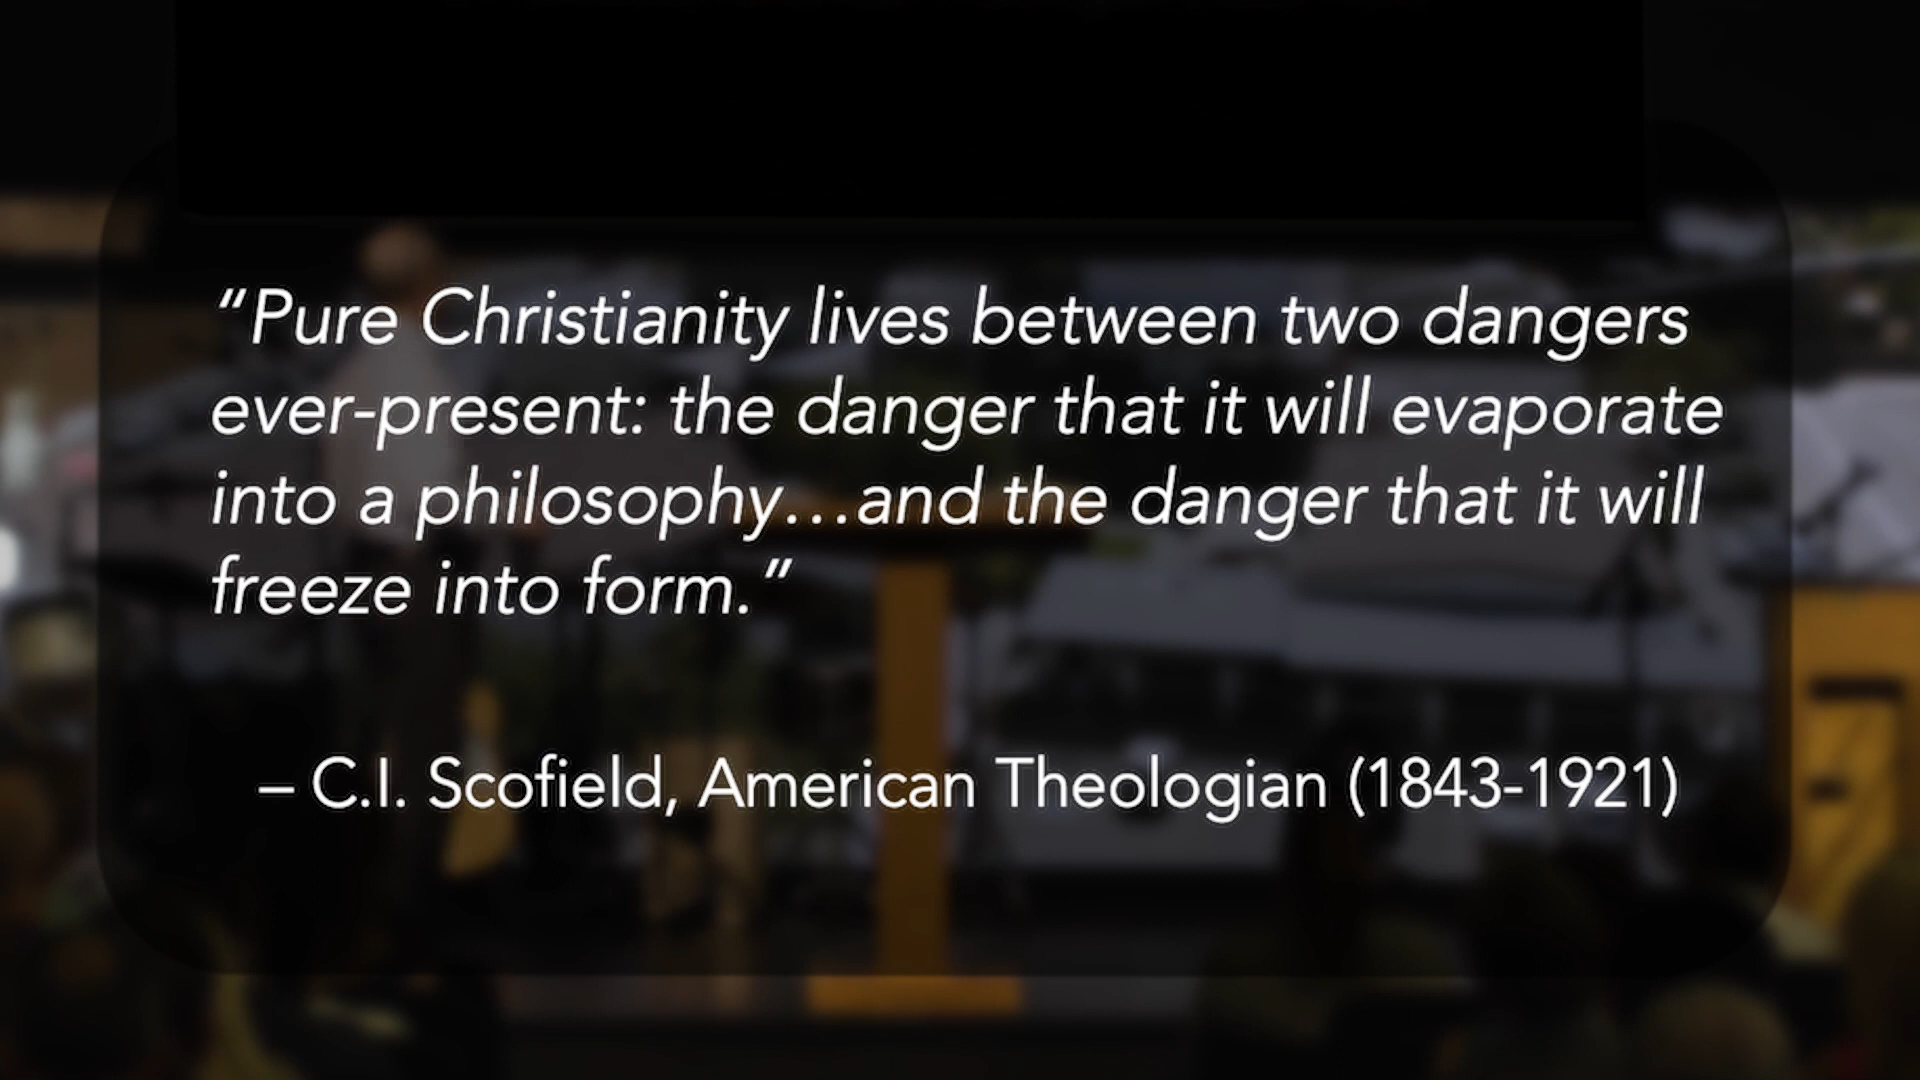 “Pure Christianity lives between two dangers
ever-present: the danger that it will evaporate
into a philosophy…and the danger that it will
freeze into form.”
– C.I. Scofield, American Theologian (1843-1921)